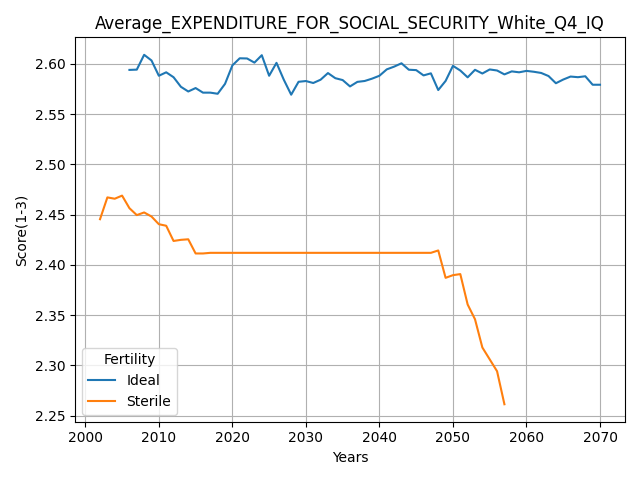 Average_EXPENDITURE_FOR_SOCIAL_SECURITY_White_Q4_IQ
2.60
2.55
2.50
2.45
2.40
2.35
2.30
2.25
Score(1-3)
Fertility
Ideal
Sterile
2000 2010 2020 2030 2040 2050 2060 2070
Years